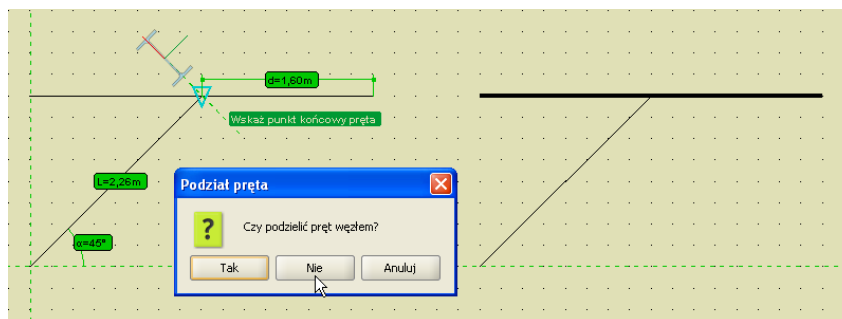 d=1,60m
Wskaż punkt końcowy pręta
L=2,26m
α=45°
Podział pręta
?
Czy podzielić pręt węzłem?
Tak Nie Anuluj